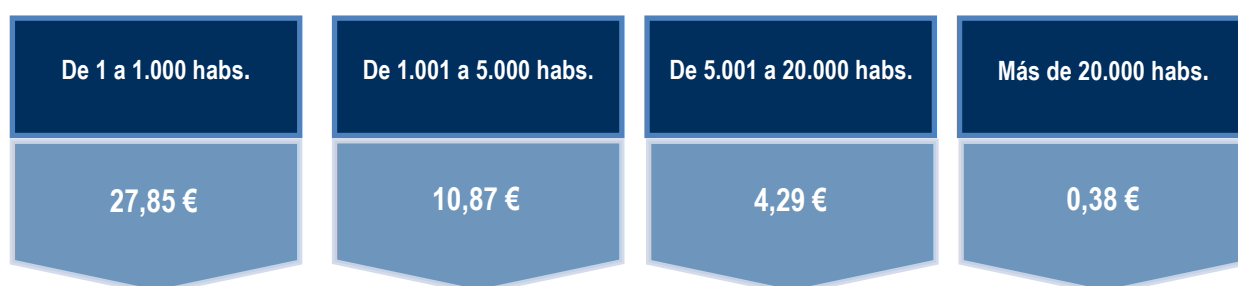 De 1 a 1.000 habs.
De 1.001 a 5.000 habs.
De 5.001 a 20.000 habs.
Más de 20.000 habs.
27,85 €
10,87 €
4,29 €
0,38 €